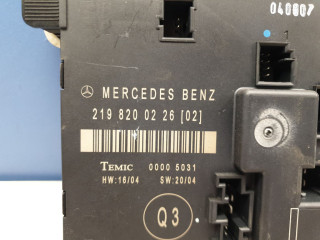 040807
MERCEDES BENZ
219 820 02 26 [02]
TEMIC 0000 5031
HW:16/04 SW:20/04
Q3